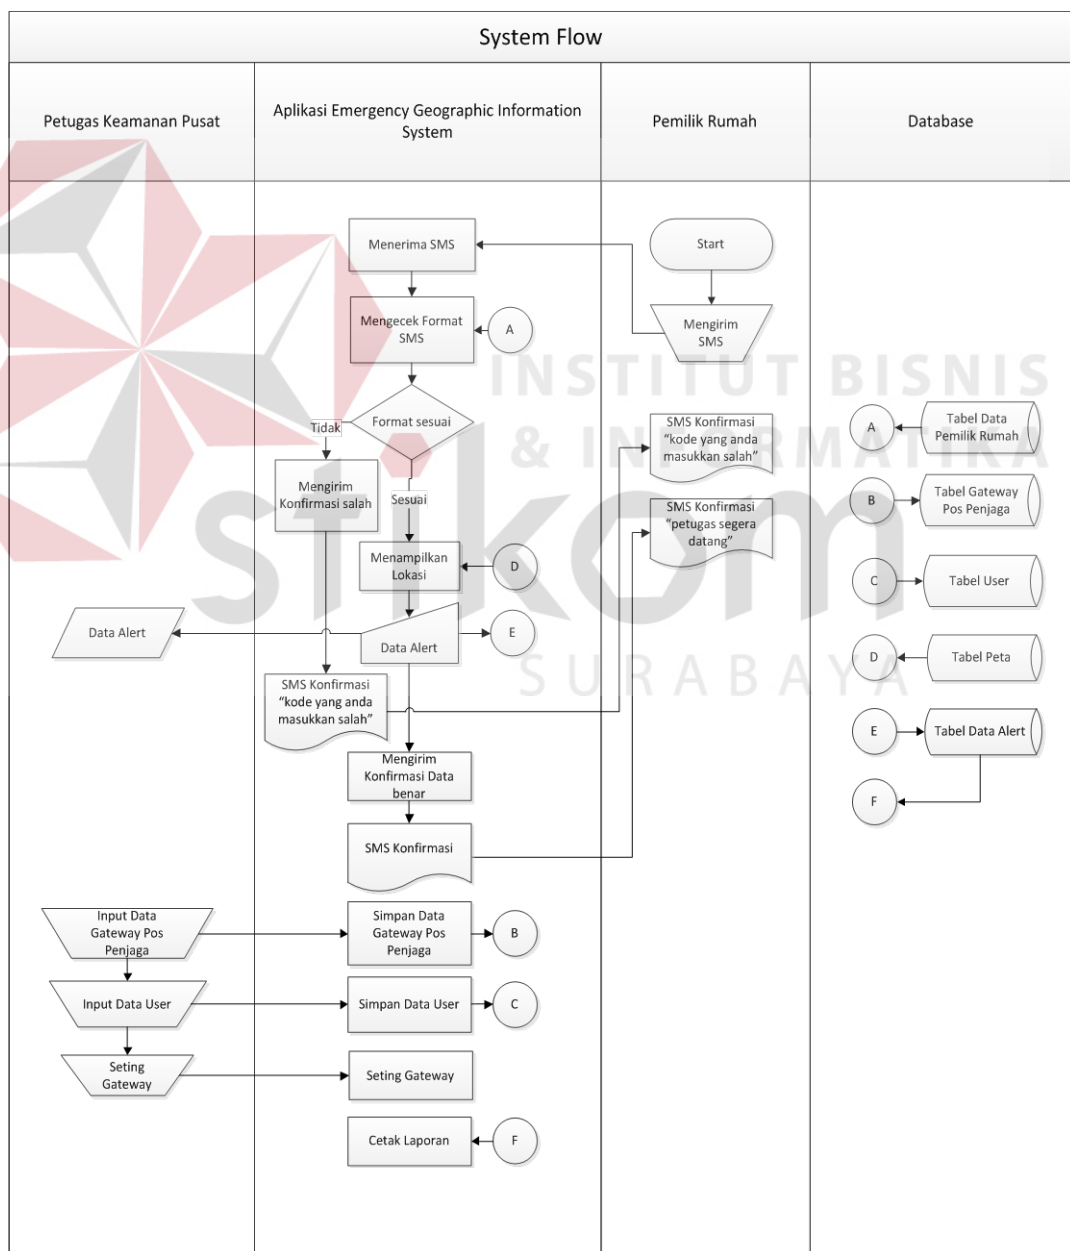 System Flow
Petugas Keamanan Pusat
Aplikasi Emergency Geographic Information
System
Pemilik Rumah
Database
Menerima SMS
Start
Mengecek Format
SMS
A
Mengirim
SMS
INSTITUT BISNIS
& INFORMATIKA
stikom
SURABAYA
Format sesuai
Tidak
Sesuai
SMS Konfirmasi
“kode yang anda
masukkan salah”
A
Tabel Data
Pemilik Rumah
Mengirim
Konfirmasi salah
SMS Konfirmasi
“petugas segera
datang”
B
Tabel Gateway
Pos Penjaga
Menampilkan
Lokasi
D
C
Tabel User
Data Alert
Data Alert
E
D
Tabel Peta
SMS Konfirmasi
“kode yang anda
masukkan salah”
E
Tabel Data Alert
Mengirim
Konfirmasi Data
benar
F
SMS Konfirmasi
Input Data
Gateway Pos
Penjaga
Simpan Data
Gateway Pos
Penjaga
B
Input Data User
Simpan Data User
C
Seting
Gateway
Seting Gateway
Cetak Laporan
F